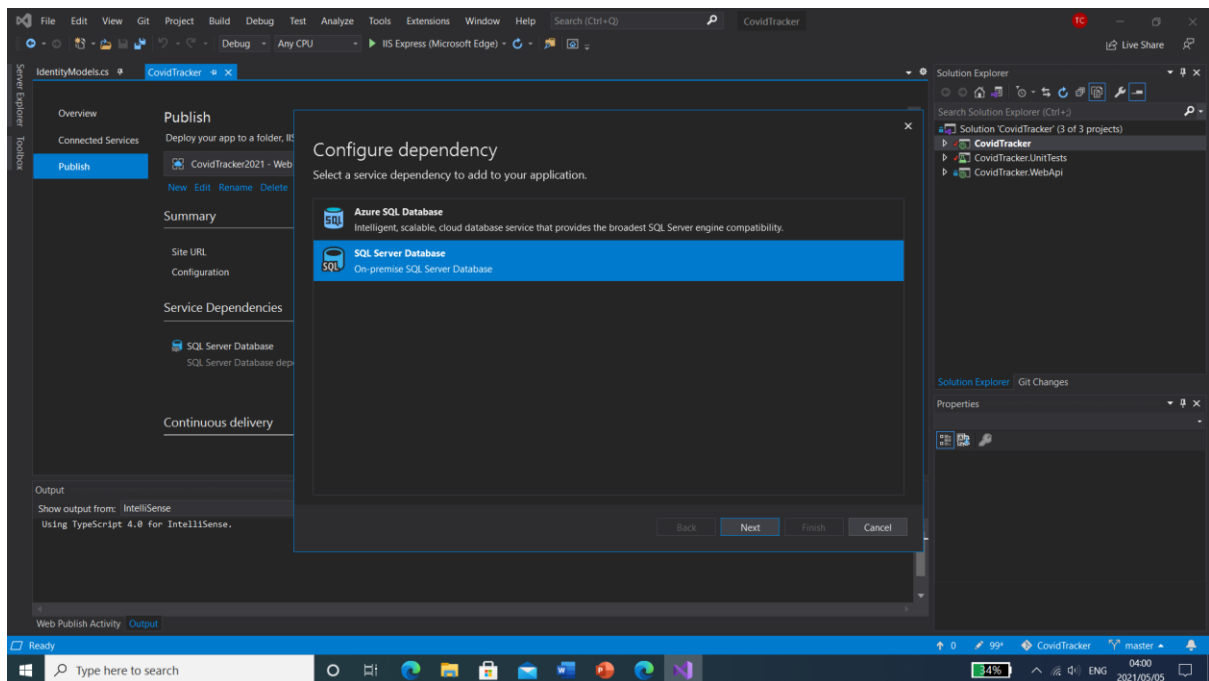 File Edit View Git Project Build Debug Test Analyze Tools Extensions Window Help Search (Ctrl+Q) CovidTracker TC
Debug Any CPU IIS Express (Microsoft Edge) Live Share
Server Explorer
Toolbox
IdentityModels.cs CovidTracker
Overview
Connected Services
Publish
Publish
Deploy your app to a folder, IIS
CovidTracker2021 - Web
New Edit Rename Delete
Summary
Site URL
Configuration
Service Dependencies
SQL Server Database
SQL Server Database dep
Continuous delivery
Configure dependency
Select a service dependency to add to your application.
SQL
Azure SQL Database
Intelligent, scalable, cloud database service that provides the broadest SQL Server engine compatibility.
SQL
SQL Server Database
On-premise SQL Server Database
Back Next Finish Cancel
Solution Explorer
Search Solution Explorer (Ctrl+;)
Solution 'CovidTracker' (3 of 3 projects)
CovidTracker
CovidTracker.UnitTests
CovidTracker.WebApi
Solution Explorer Git Changes
Properties
Output
Show output from: IntelliSense
Using TypeScript 4.0 for IntelliSense.
Web Publish Activity Output
Ready 0 99+ CovidTracker master
Type here to search 34% ENG 04:00
2021/05/05